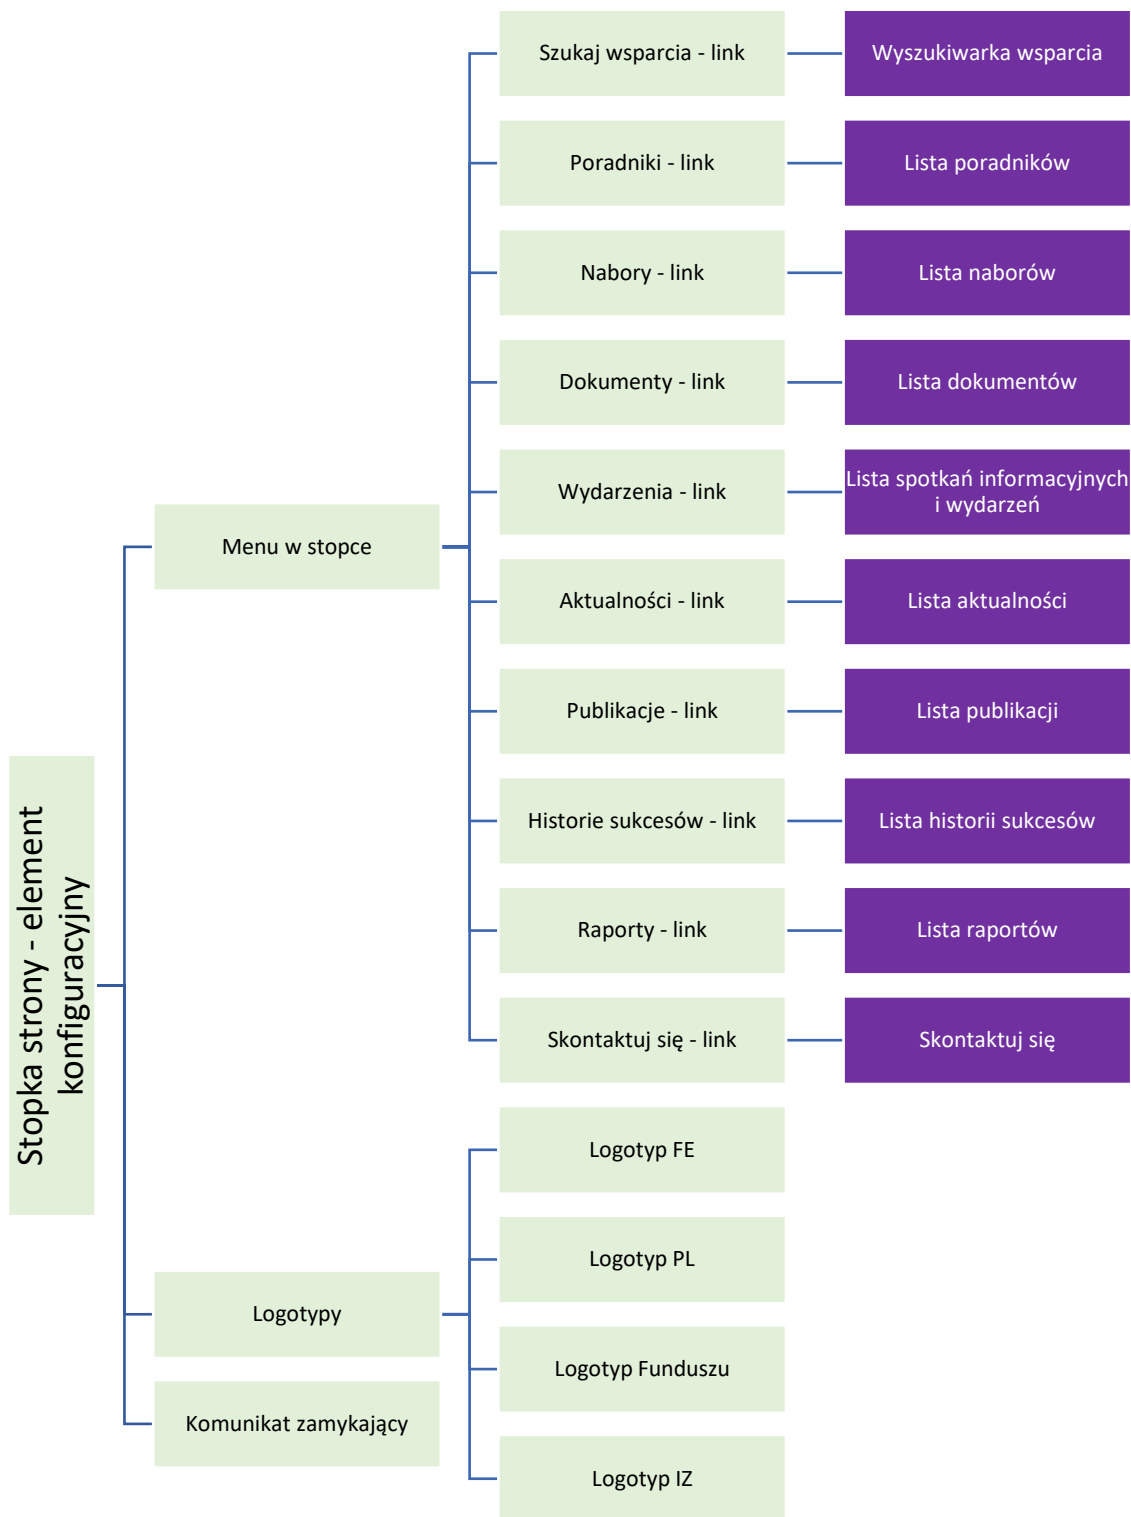 Stopka strony - element
konfiguracyjny
Menu w stopce
Szukaj wsparcia - link
Wyszukiwarka wsparcia
Poradniki - link
Lista poradników
Nabory - link
Lista naborów
Dokumenty - link
Lista dokumentów
Wydarzenia - link
Lista spotkań informacyjnych
i wydarzeń
Aktualności - link
Lista aktualności
Publikacje - link
Lista publikacji
Historie sukcesów - link
Lista historii sukcesów
Raporty - link
Lista raportów
Skontaktuj się - link
Skontaktuj się
Logotypy
Logotyp FE
Logotyp PL
Logotyp Funduszu
Logotyp IZ
Komunikat zamykający